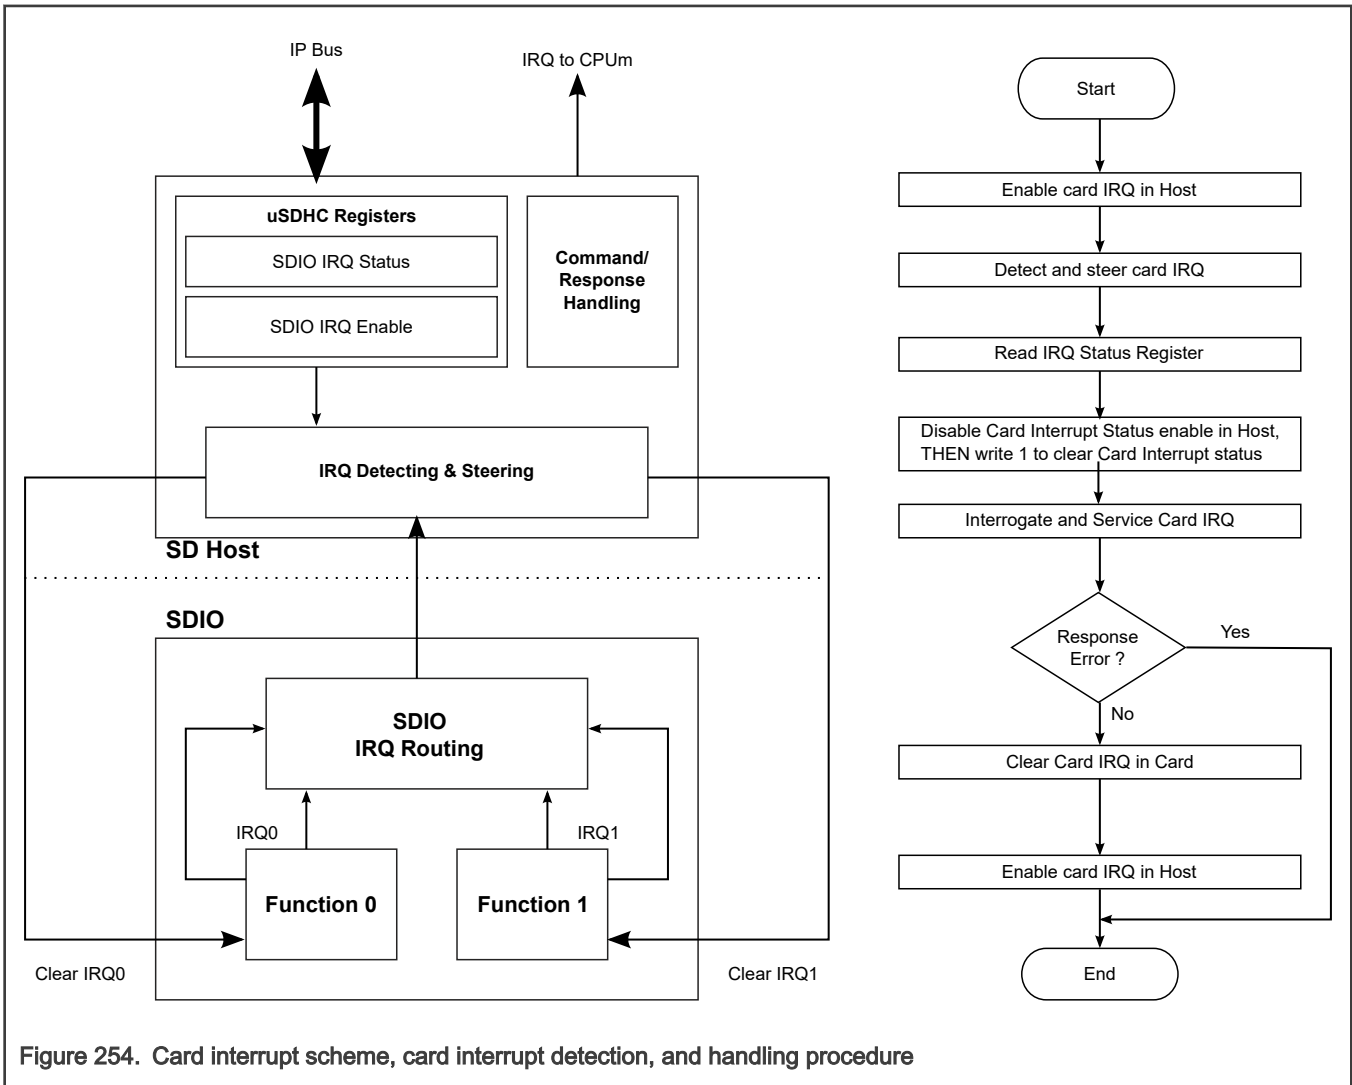 IP Bus
IRQ to CPUm
uSDHC Registers
SDIO IRQ Status
SDIO IRQ Enable
Command/
Response
Handling
IRQ Detecting & Steering
SD Host
SDIO
SDIO
IRQ Routing
IRQ0
IRQ1
Function 0
Function 1
Clear IRQ0
Clear IRQ1
Start
Enable card IRQ in Host
Detect and steer card IRQ
Read IRQ Status Register
Disable Card Interrupt Status enable in Host,
THEN write 1 to clear Card Interrupt status
Interrogate and Service Card IRQ
Response
Error ?
Yes
No
Clear Card IRQ in Card
Enable card IRQ in Host
End
Figure 254. Card interrupt scheme, card interrupt detection, and handling procedure